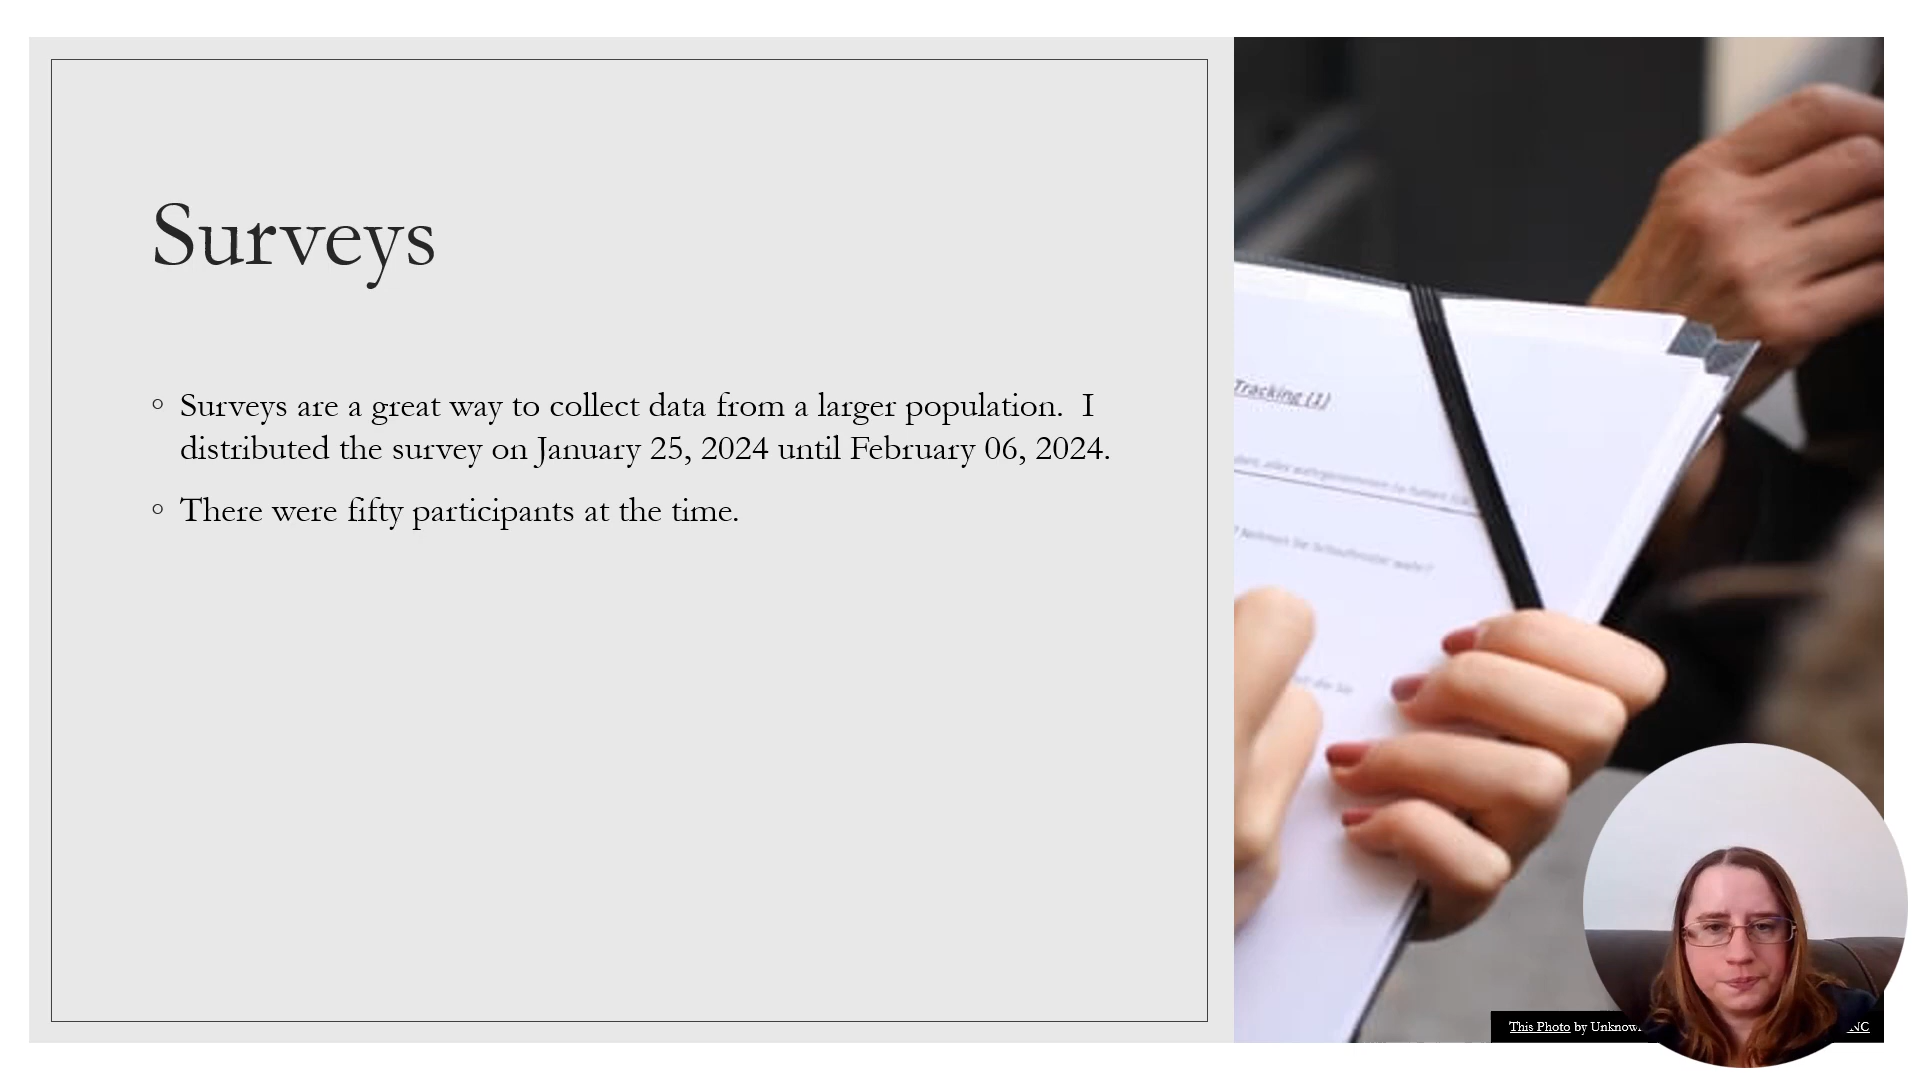 Surveys
Surveys are a great way to collect data from a larger population.  I
distributed the survey on January 25, 2024 until February 06, 2024.
There were fifty participants at the time.
Tracking (1)
This Photo by Unknow
NC